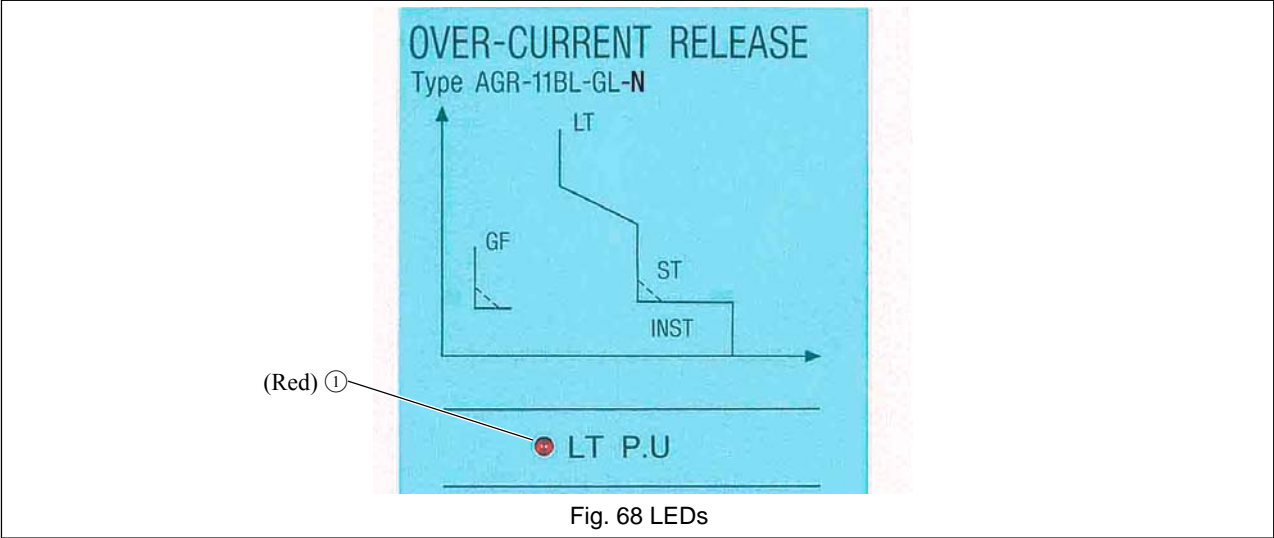 OVER-CURRENT RELEASE
Type AGR-11BL-GL-N
LT
GF
ST
INST
(Red) ①
LT P.U
Fig. 68 LEDs